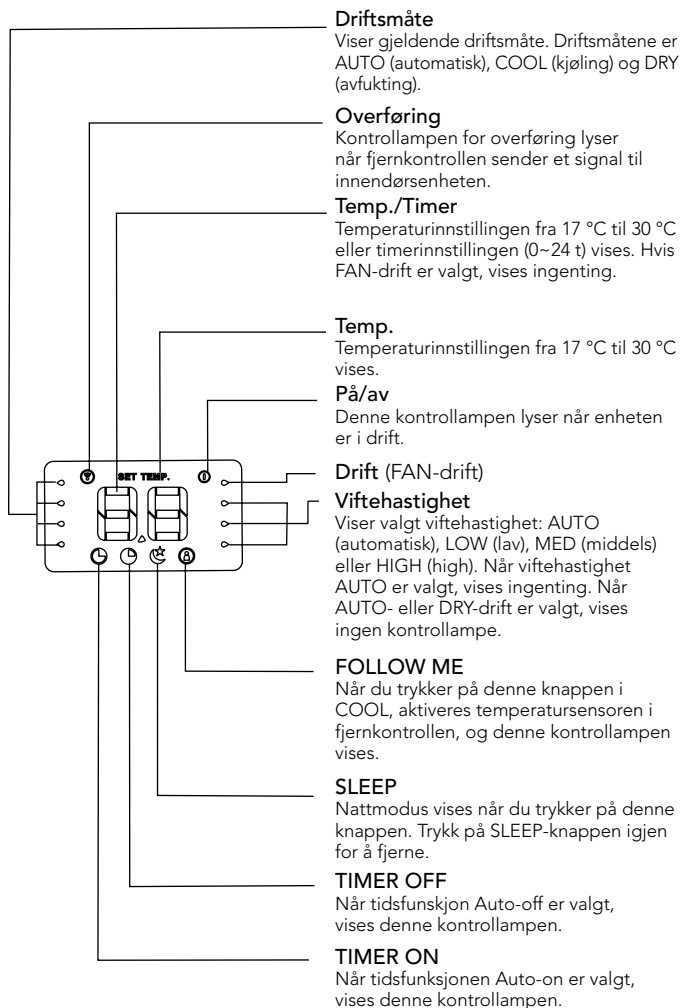 Driftsmåte
Viser gjeldende driftsmåte. Driftsmåtene er
AUTO (automatisk), COOL (kjøling) og DRY
(avfukting).
Overføring
Kontrollampen for overføring lyser
når fjernkontrollen sender et signal til
innendørsenheten.
Temp./Timer
Temperaturinnstillingen fra 17 °C til 30 °C
eller timerinnstillingen (0~24 t) vises. Hvis
FAN-drift er valgt, vises ingenting.
Temp.
Temperaturinnstillingen fra 17 °C til 30 °C
vises.
På/av
Denne kontrollampen lyser når enheten
er i drift.
SET TEMP.
Drift (FAN-drift)
Viftehastighet
Viser valgt viftehastighet: AUTO
(automatisk), LOW (lav), MED (middels)
eller HIGH (high). Når viftehastighet
AUTO er valgt, vises ingenting. Når
AUTO- eller DRY-drift er valgt, vises
ingen kontrollampe.
FOLLOW ME
Når du trykker på denne knappen i
COOL, aktiveres temperatursensoren i
fjernkontrollen, og denne kontrollampen
vises.
SLEEP
Nattmodus vises når du trykker på denne
knappen. Trykk på SLEEP-knappen igjen
for å fjerne.
TIMER OFF
Når tidsfunskjon Auto-off er valgt,
vises denne kontrollampen.
TIMER ON
Når tidsfunksjonen Auto-on er valgt,
vises denne kontrollampen.